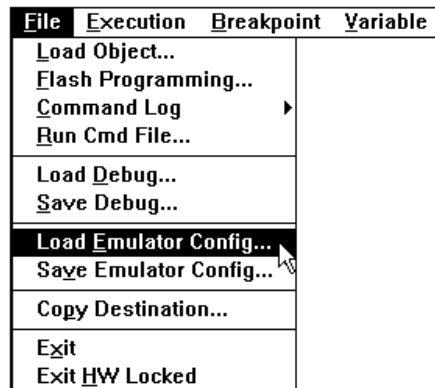 File Execution Breakpoint Variable
Load Object...
Flash Programming...
Command Log
Run Cmd File...
Load Debug...
Save Debug...
Load Emulator Config...
Save Emulator Config...
Copy Destination...
Exit
Exit HW Locked